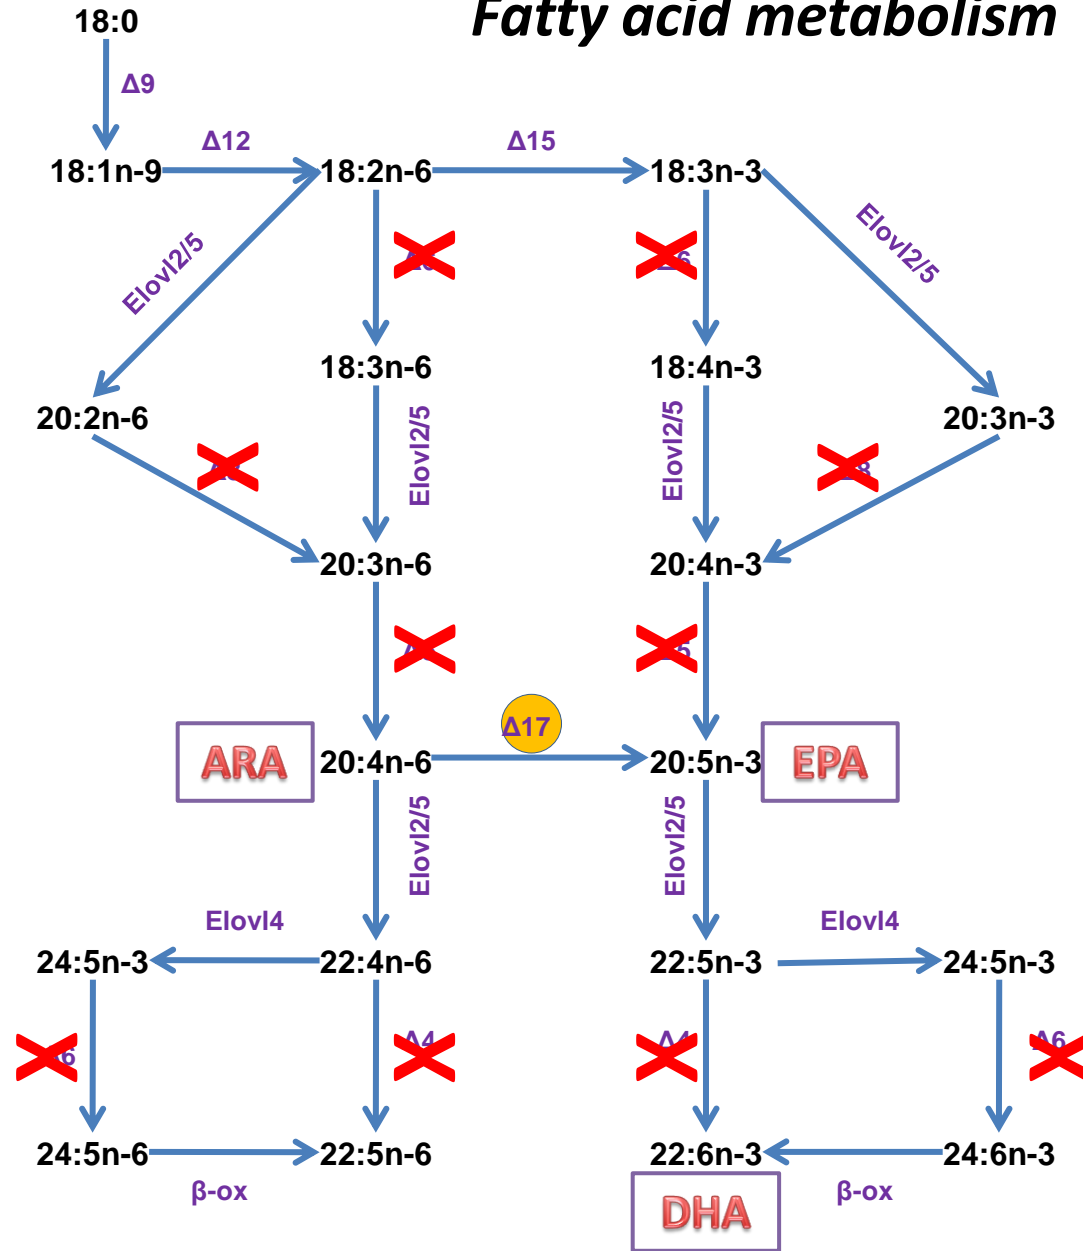 Fatty acid metabolism
18:0
Δ9
Δ12
Δ15
18:1n-9
18:2n-6
18:3n-3
Elovl2/5
Elovl2/5
18:3n-6
18:4n-3
20:2n-6
Elovl2/5
Elovl2/5
20:3n-3
20:3n-6
20:4n-3
Δ17
ARA
20:4n-6
20:5n-3
EPA
Elovl2/5
Elovl2/5
Elovl4
Elovl4
24:5n-3
22:4n-6
22:5n-3
24:5n-3
Δ4
Δ4
Δ6
24:5n-6
22:5n-6
22:6n-3
24:6n-3
β-ox
β-ox
DHA